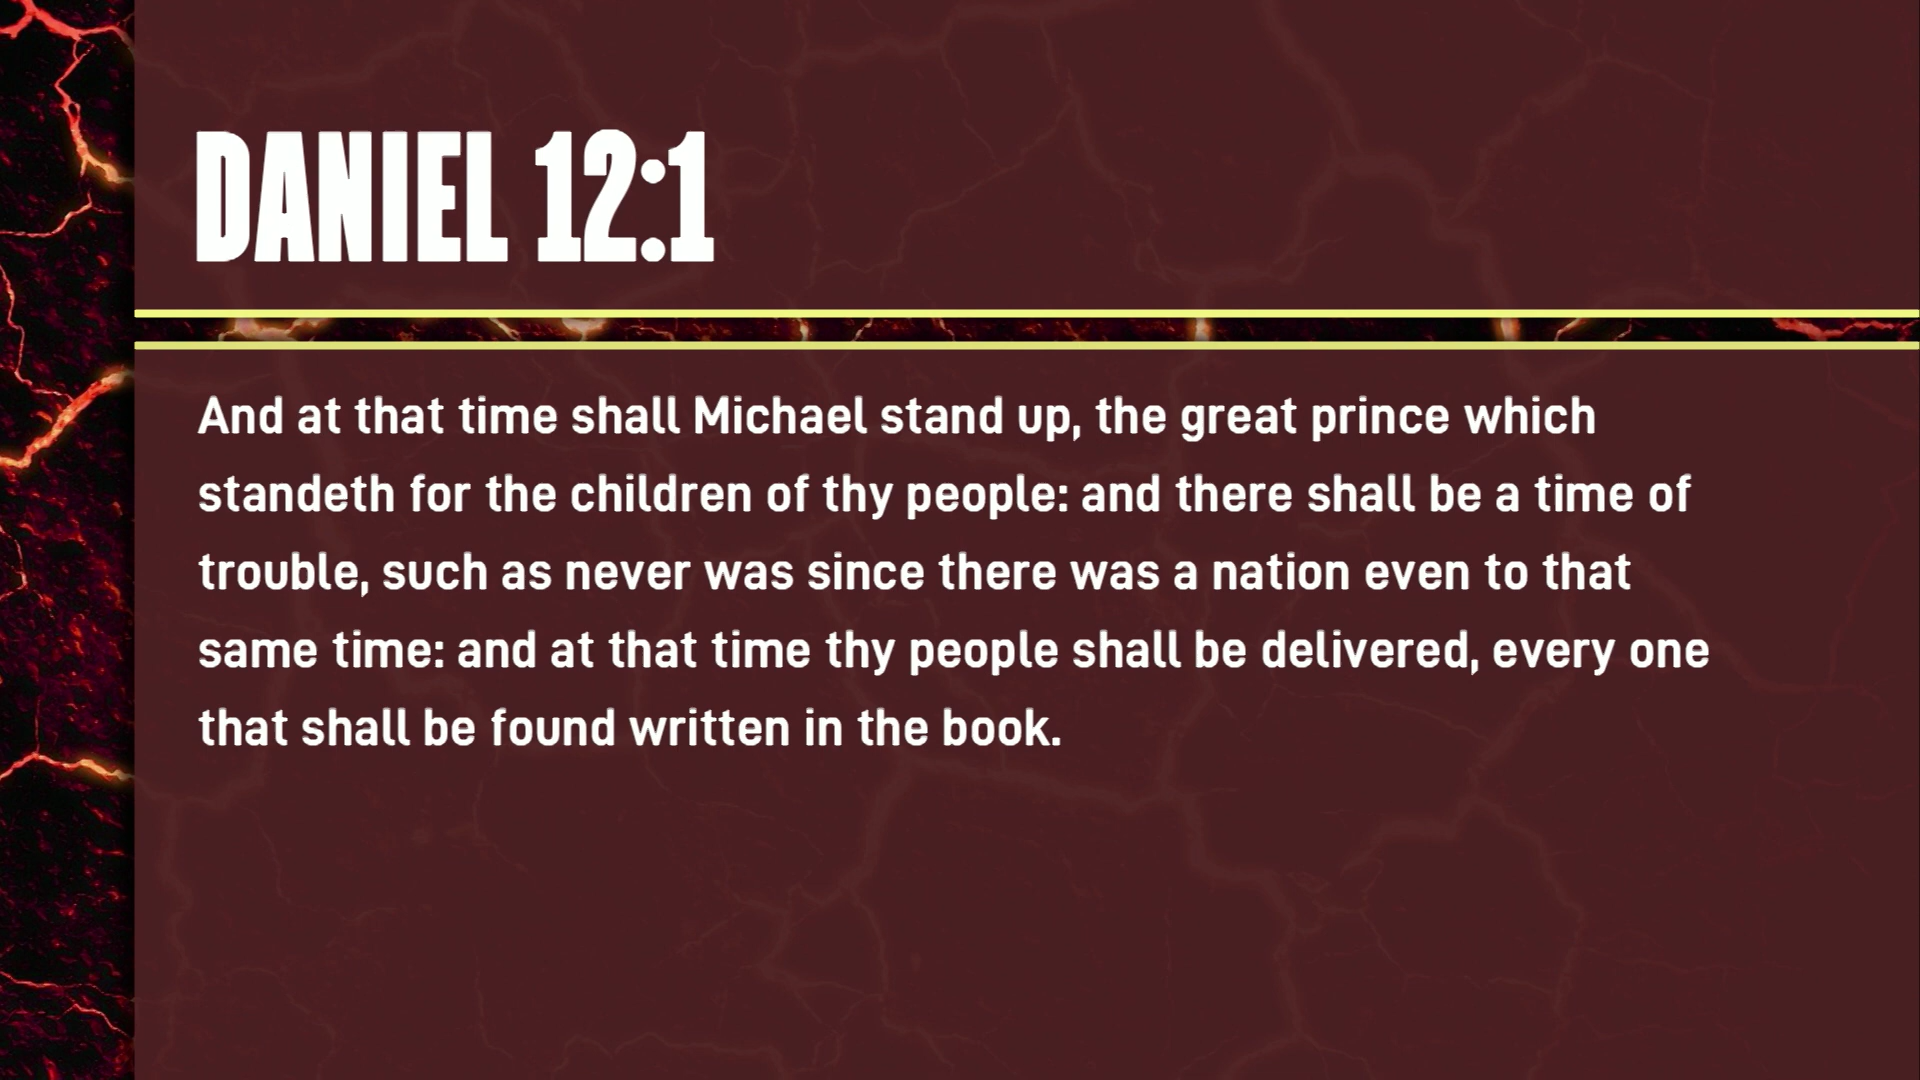 DANIEL 12:1
And at that time shall Michael stand up, the great prince which
standeth for the children of thy people: and there shall be a time of
trouble, such as never was since there was a nation even to that
same time: and at that time thy people shall be delivered, every one
that shall be found written in the book.